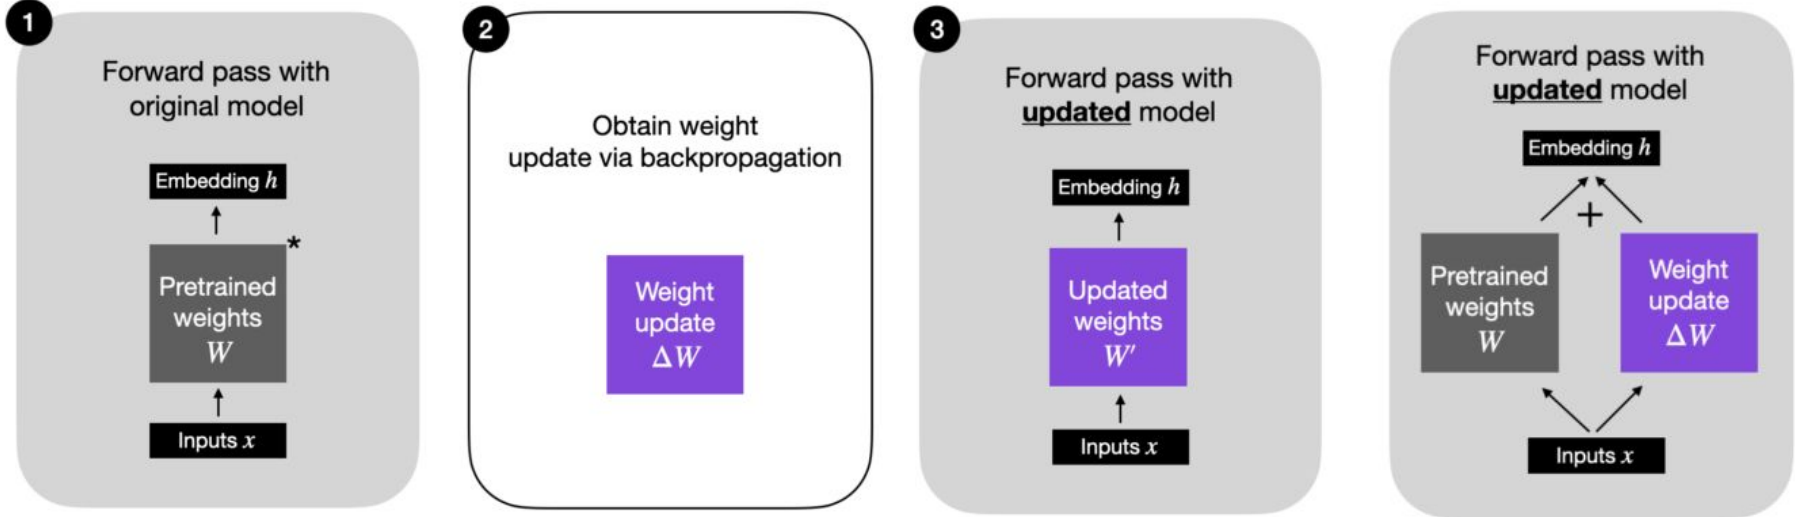 1
Forward pass with
original model
Embedding h
*
Pretrained
weights
W
Inputs x
2
Obtain weight
update via backpropagation
Weight
update
ΔW
3
Forward pass with
updated model
Embedding h
Updated
weights
W′
Inputs x
Forward pass with
updated model
Embedding h
+
Pretrained
weights
W
Weight
update
ΔW
Inputs x